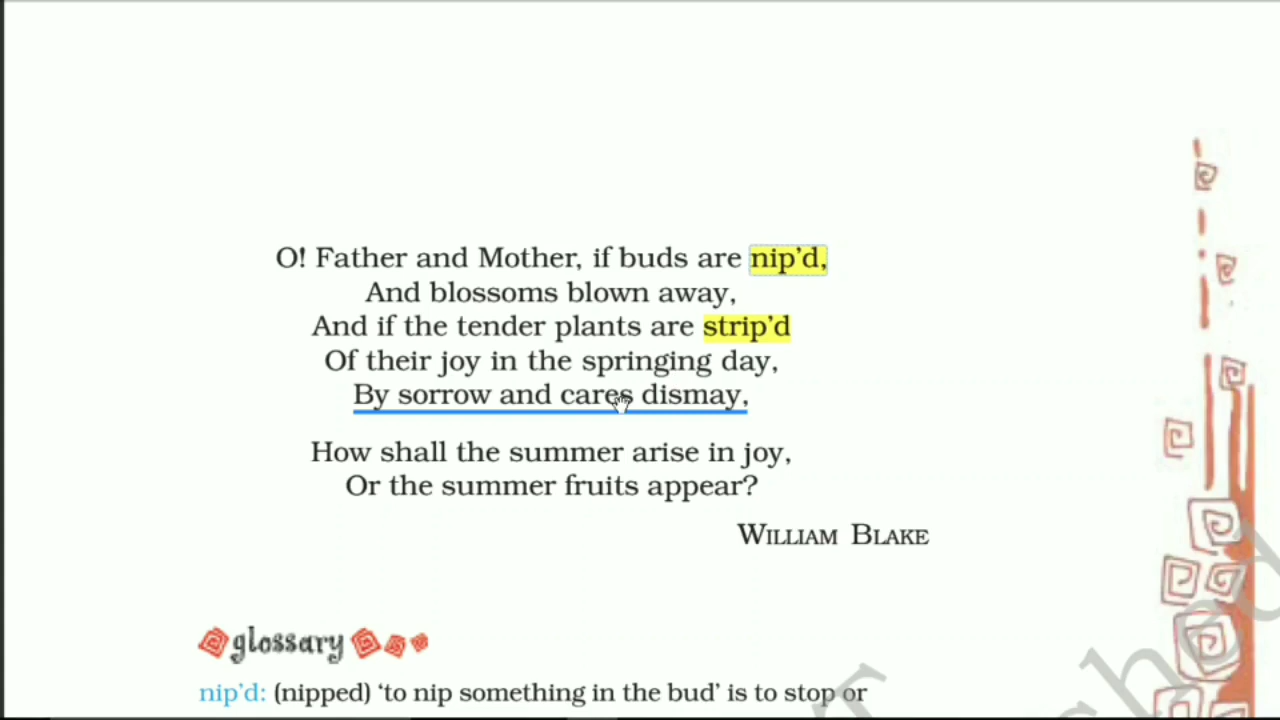 O! Father and Mother, if buds are nip’d,
And blossoms blown away,
And if the tender plants are strip’d
Of their joy in the springing day,
By sorrow and cares dismay,
How shall the summer arise in joy,
Or the summer fruits appear?
WILLIAM BLAKE
glossary
nip’d: (nipped) ‘to nip something in the bud’ is to stop or